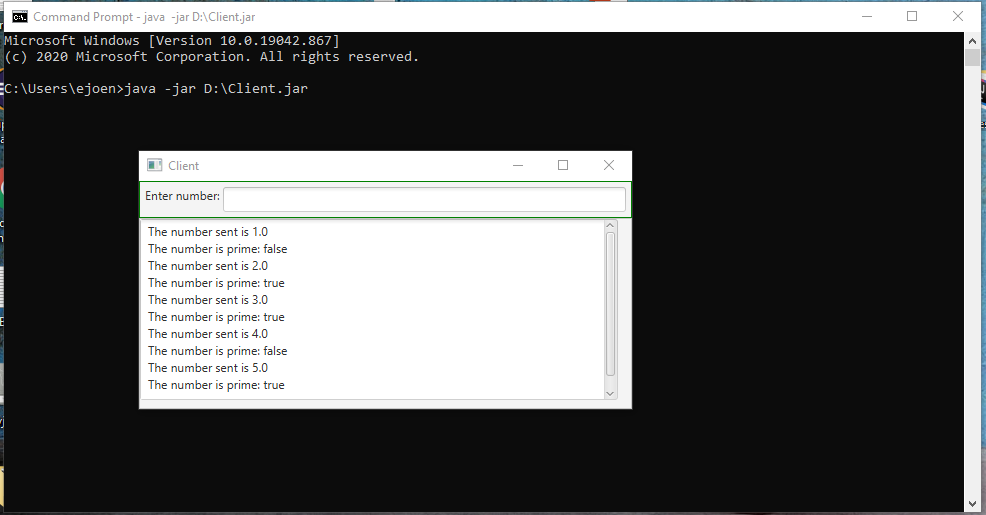 Command Prompt - java -jar D:\Client.jar
Microsoft Windows [Version 10.0.19042.867]
(c) 2020 Microsoft Corporation. All rights reserved.
C:\Users\ejoen>java -jar D:\Client.jar
Client
Enter number:
The number sent is 1.0
The number is prime: false
The number sent is 2.0
The number is prime: true
The number sent is 3.0
The number is prime: true
The number sent is 4.0
The number is prime: false
The number sent is 5.0
The number is prime: true